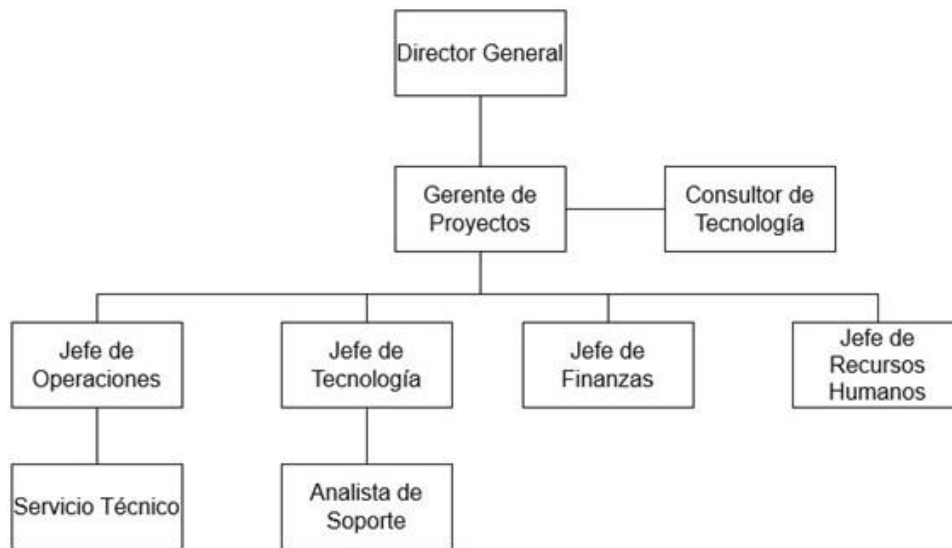 Director General
Gerente de
Proyectos
Consultor de
Tecnología
Jefe de
Operaciones
Jefe de
Tecnología
Jefe de
Finanzas
Jefe de
Recursos
Humanos
Servicio Técnico
Analista de
Soporte